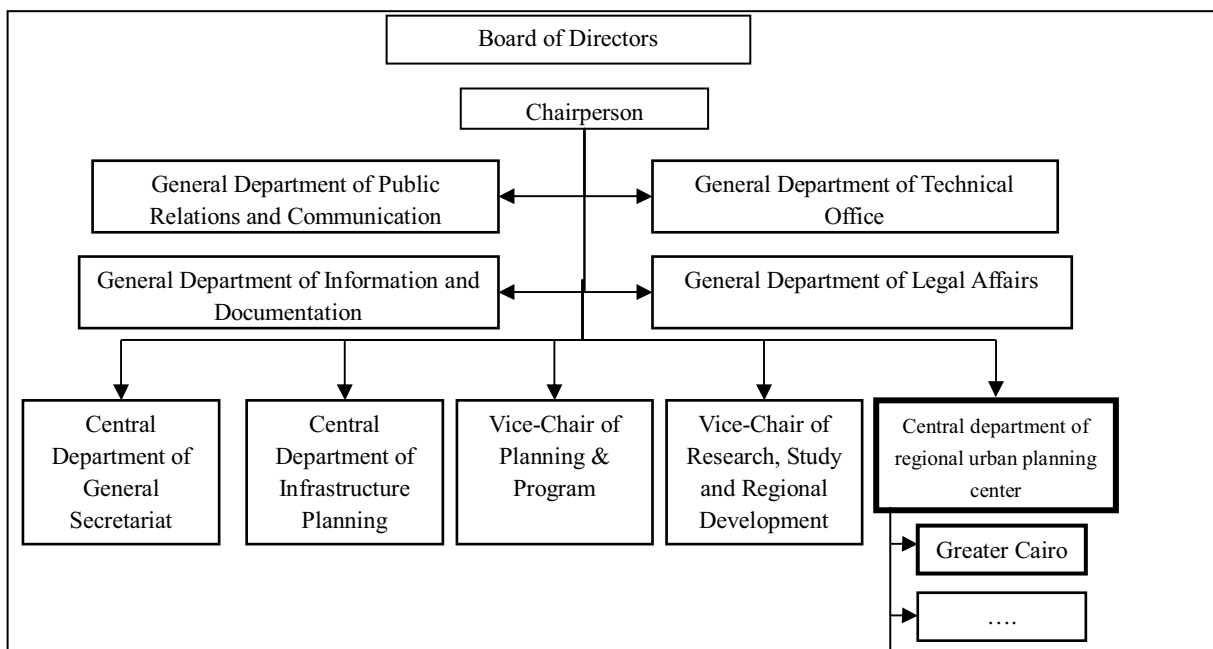 Board of Directors
Chairperson
General Department of Public
Relations and Communication
General Department of Technical
Office
General Department of Information and
Documentation
General Department of Legal Affairs
Central
Department of
General
Secretariat
Central
Department of
Infrastructure
Planning
Vice-Chair of
Planning &
Program
Vice-Chair of
Research, Study
and Regional
Development
Central department of
regional urban planning
center
Greater Cairo
….